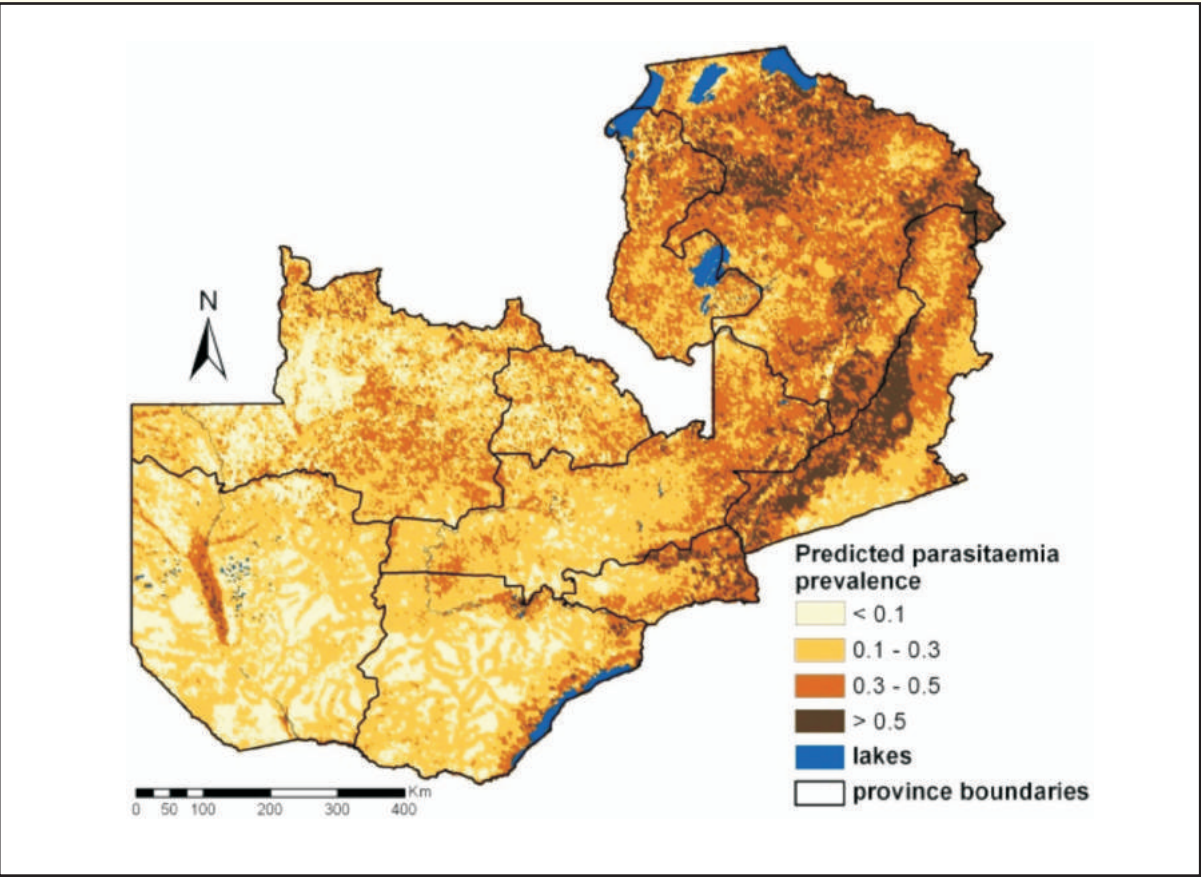 N
Predicted parasitaemia
prevalence
< 0.1
0.1 - 0.3
0.3 - 0.5
> 0.5
lakes
province boundaries
Km
0 50 100 200 300 400